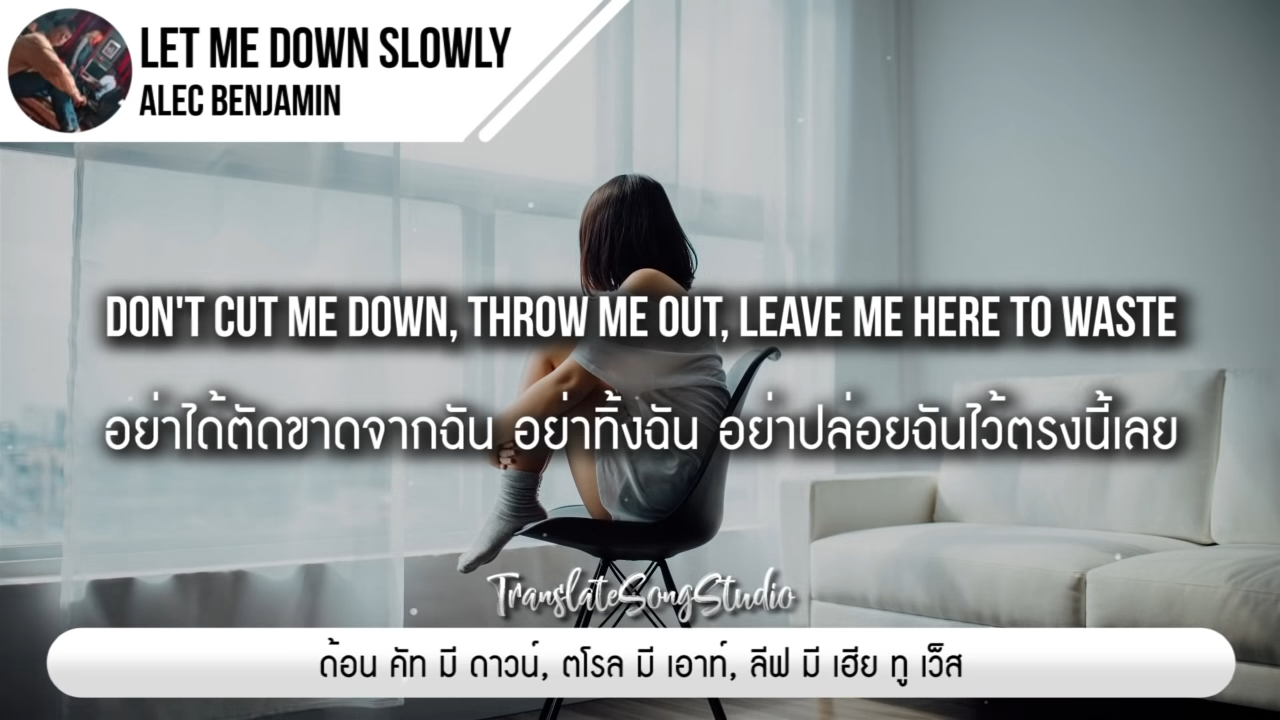 LET ME DOWN SLOWLY
ALEC BENJAMIN
DON'T CUT ME DOWN, THROW ME OUT, LEAVE ME HERE TO WASTE
อย่าได้ตัดขาดจากฉัน อย่าทิ้งฉัน อย่าปล่อยฉันไว้ตรงนี้เลย
TranslateSongStudio
ด้อน คัท มี ดาวน์, ตโรล มี เอาท์, ลีฟ มี เฮีย ทู เว็ส